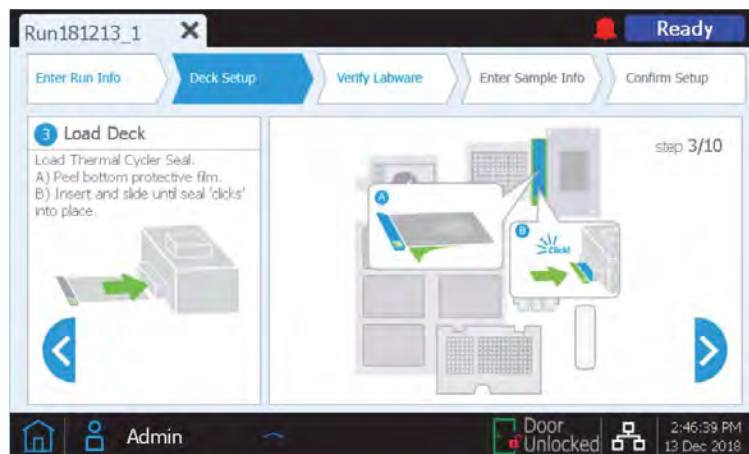 Run181213_1
Ready
Enter Run Info
Deck Setup
Verify Labware
Enter Sample Info
Confirm Setup
3 Load Deck
Load Thermal Cycler Seal.
A) Peel bottom protective film.
B) Insert and slide until seal 'clicks'
into place.
step 3/10
A
B
Click!
Admin
Door
Unlocked
2:46:39 PM
13 Dec 2018